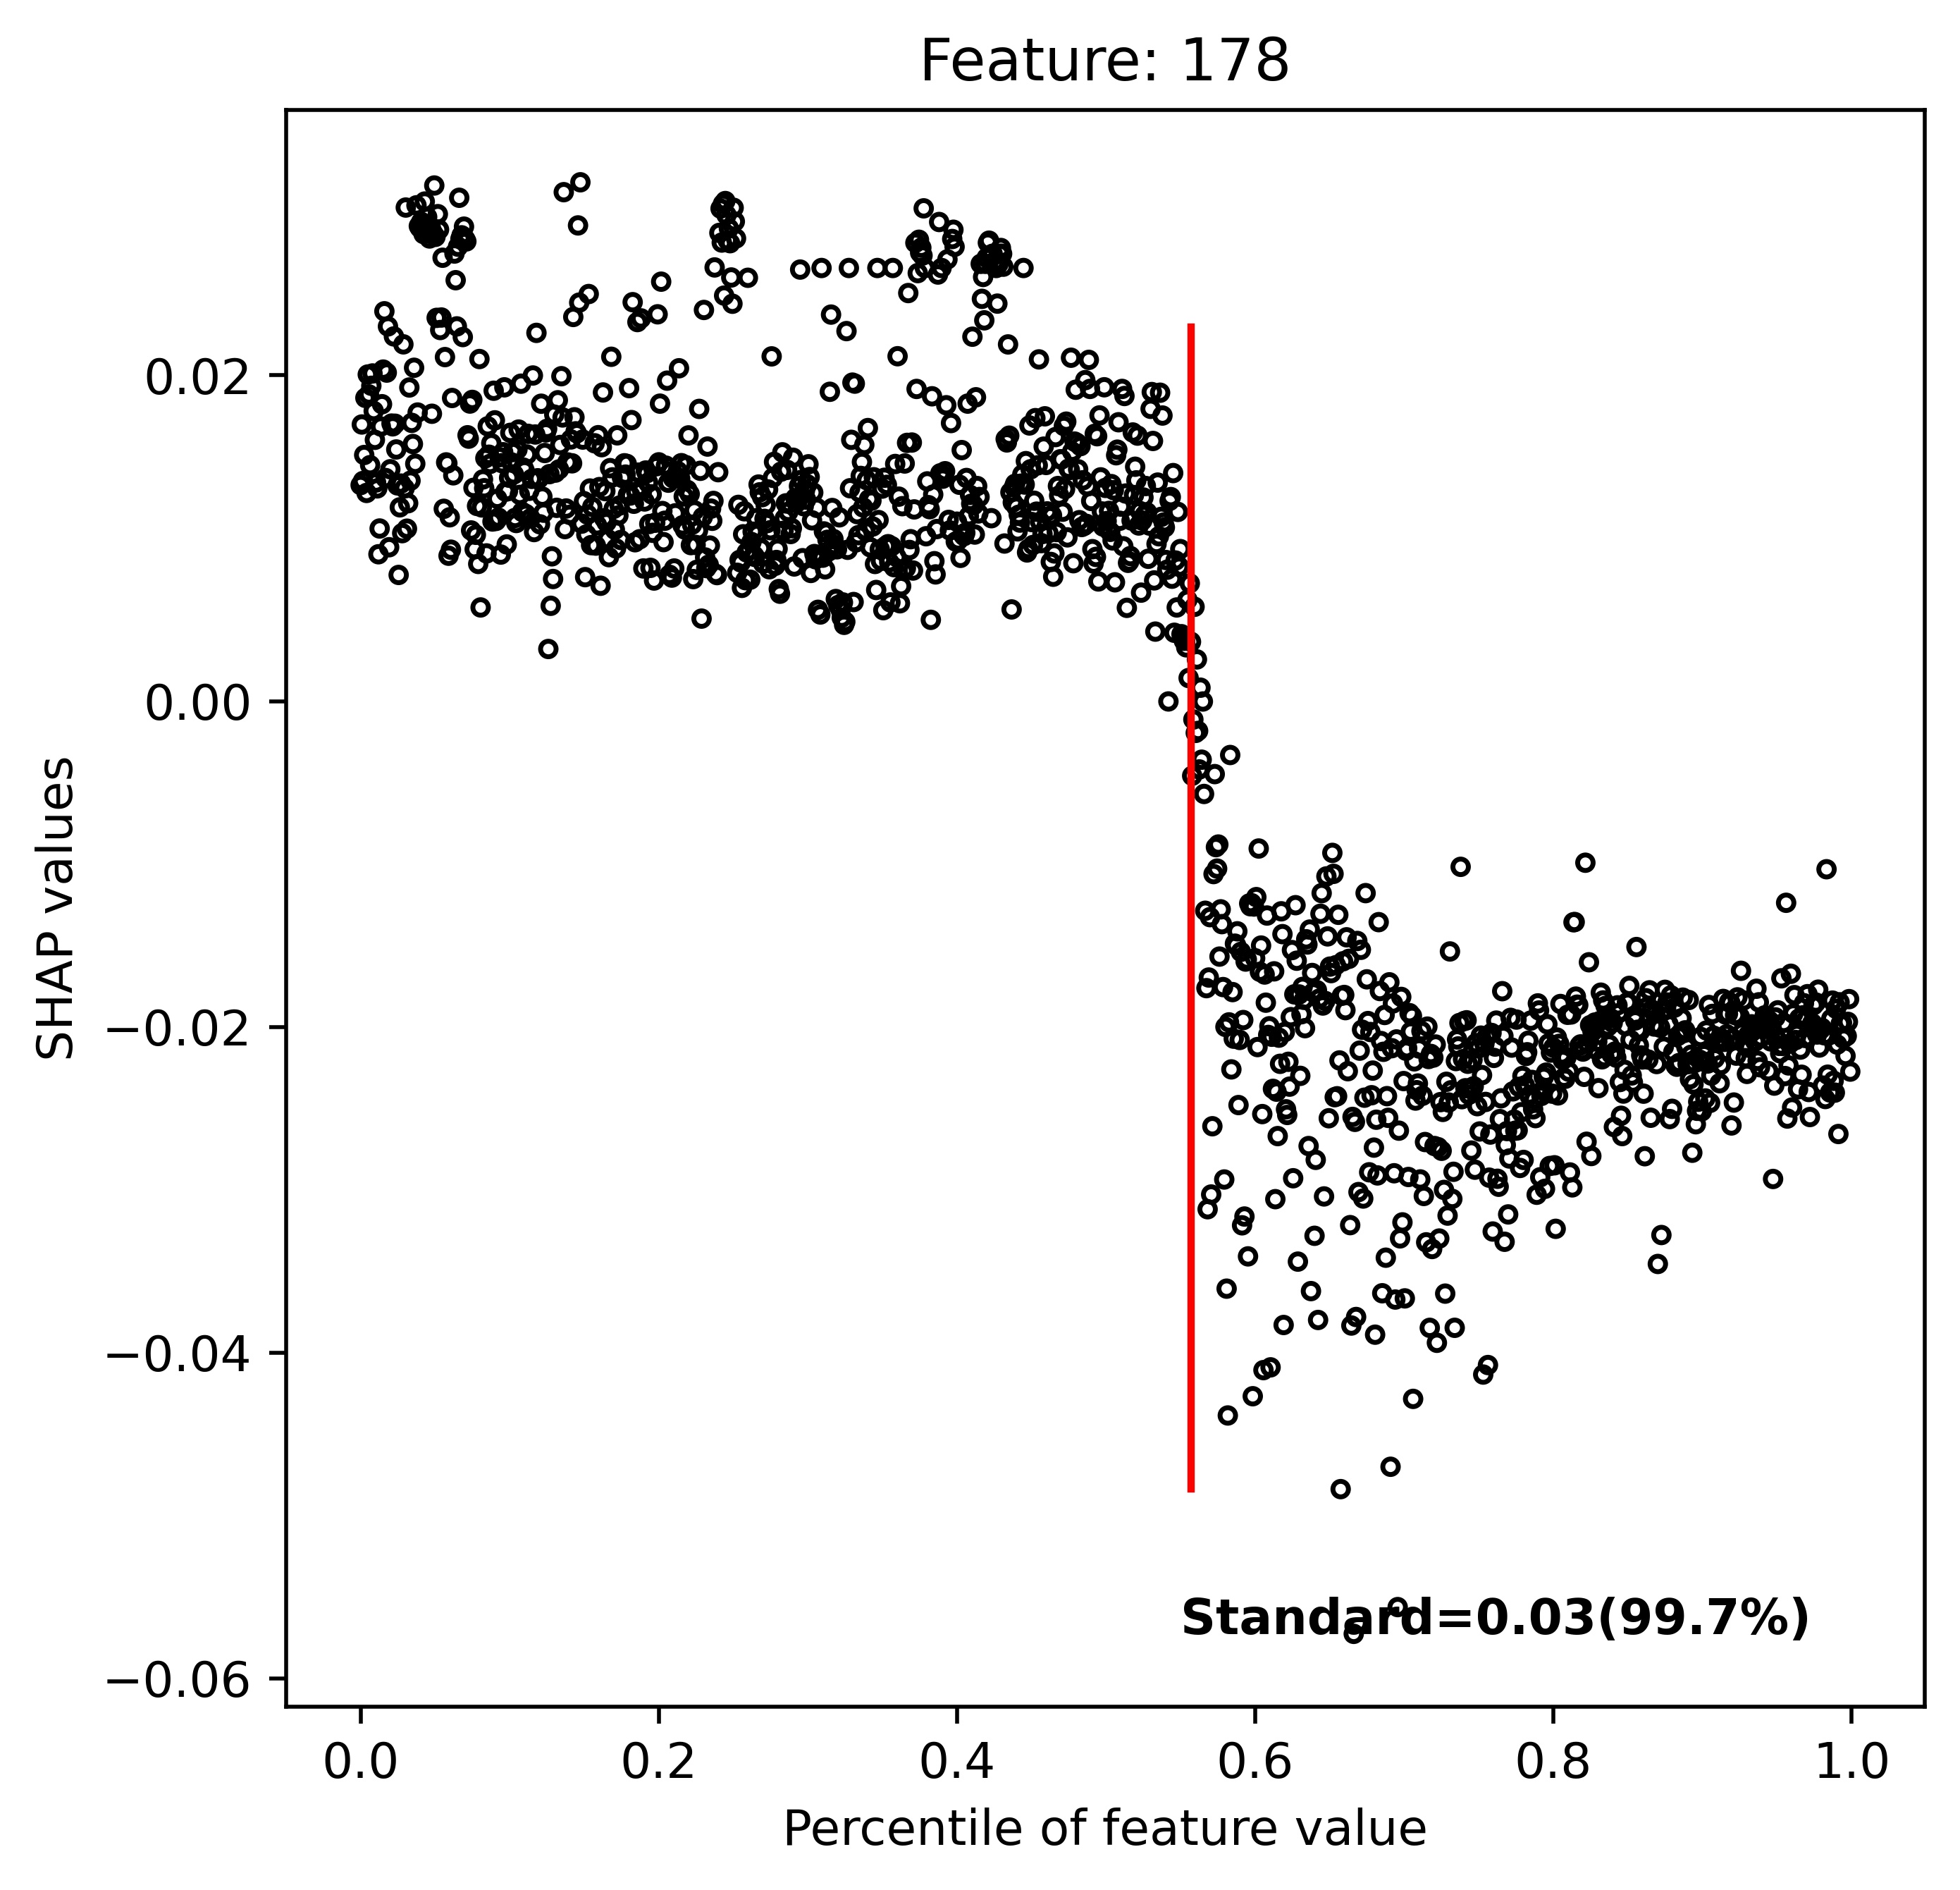 Feature: 178
SHAP values
0.02
0.00
−0.02
−0.04
−0.06
Standard=0.03(99.7%)
0.0 0.2 0.4 0.6 0.8 1.0
Percentile of feature value